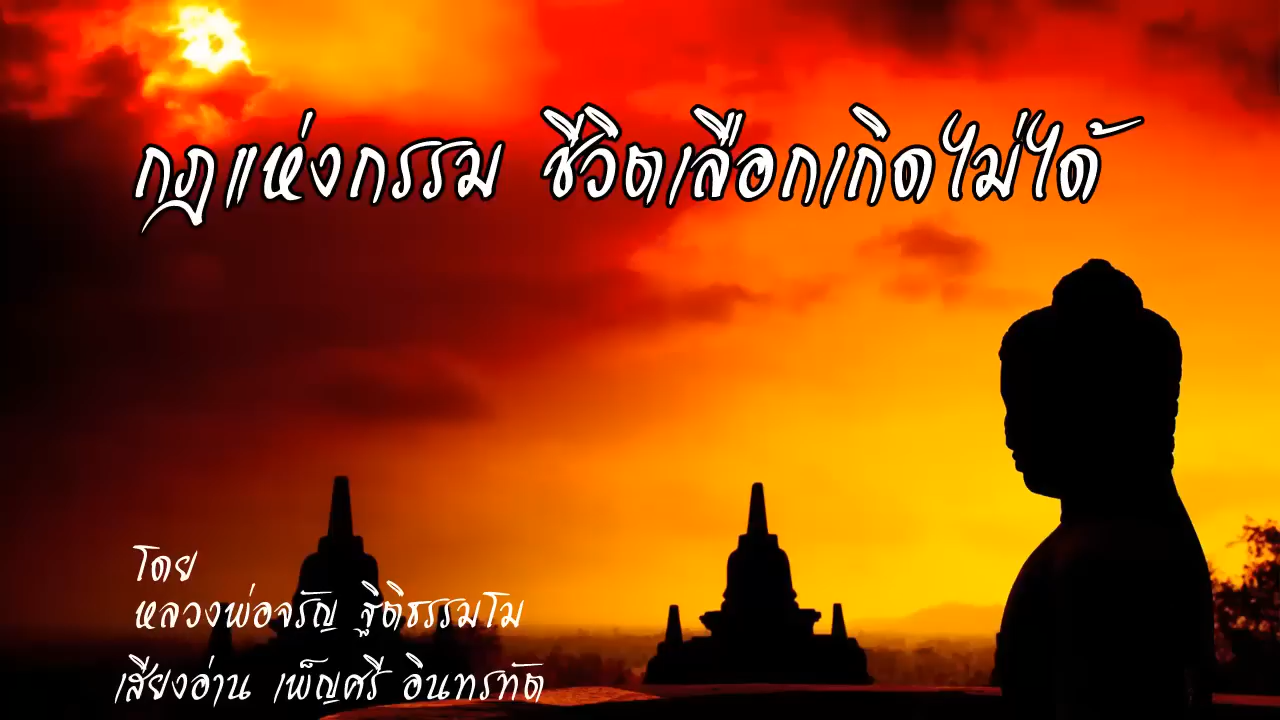 กฎแห่งกรรม ชีวิตเลือกเกิดไม่ได้
โดย
หลวงพ่อจรัญ ฐิติธรรมโม
เสียงอ่าน เพ็ญศรี อินทรทัต